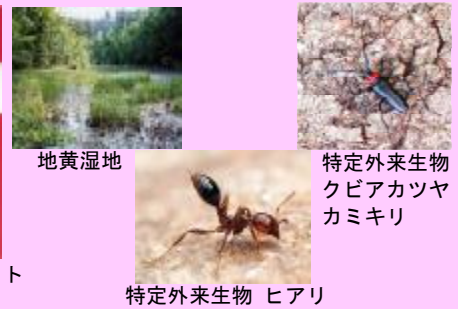 地黄湿地
特定外来生物
クビアカツヤ
カミキリ
ト
特定外来生物 ヒアリ